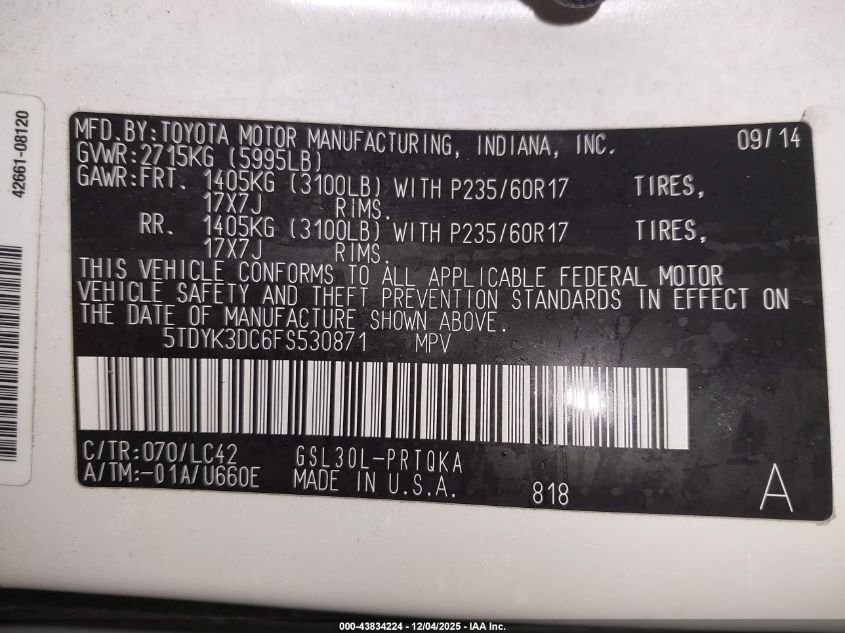 42661-08120
MFD.BY:TOYOTA MOTOR MANUFACTURING, INDIANA, INC. 09/14
GVWR:2715KG (5995LB)
GAWR:FRT. 1405KG (3100LB) WITH P235/60R17 TIRES,
17X7J RIMS.
RR. 1405KG (3100LB) WITH P235/60R17 TIRES,
17X7J RIMS.
THIS VEHICLE CONFORMS TO ALL APPLICABLE FEDERAL MOTOR
VEHICLE SAFETY AND THEFT PREVENTION STANDARDS IN EFFECT ON
THE DATE OF MANUFACTURE SHOWN ABOVE.
5TDYK3DC6FS530871 MPV
C/TR:070/LC42 GSL30L-PRTQKA
A/TM:-01A/U660E MADE IN U.S.A. 818 A
000-43834224 - 12/04/2025 - IAA Inc.